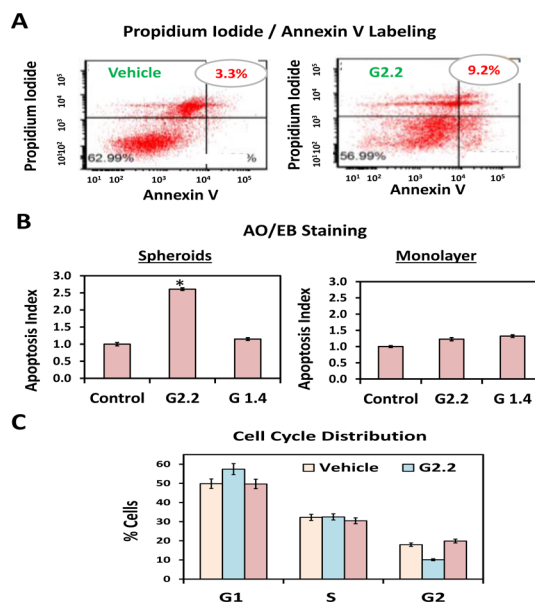 A
Propidium Iodide / Annexin V Labeling
Vehicle
3.3%
Propidium Iodide
10⁵
10⁴
10³
10¹10²
62.99%
%
10¹ 10² 10³ 10⁴ 10⁵
Annexin V
G2.2
9.2%
Propidium Iodide
10⁵
10⁴
10³
10¹10²
56.99%
10¹ 10² 10³ 10⁴ 10⁵
Annexin V
B
AO/EB Staining
Spheroids
Apoptosis Index
3.0
2.5
2.0
1.5
1.0
0.5
0.0
*
Control G2.2 G 1.4
Monolayer
Apoptosis Index
3.0
2.5
2.0
1.5
1.0
0.5
0.0
Control G2.2 G 1.4
C
Cell Cycle Distribution
% Cells
60
50
40
30
20
10
0
Vehicle G2.2
G1 S G2